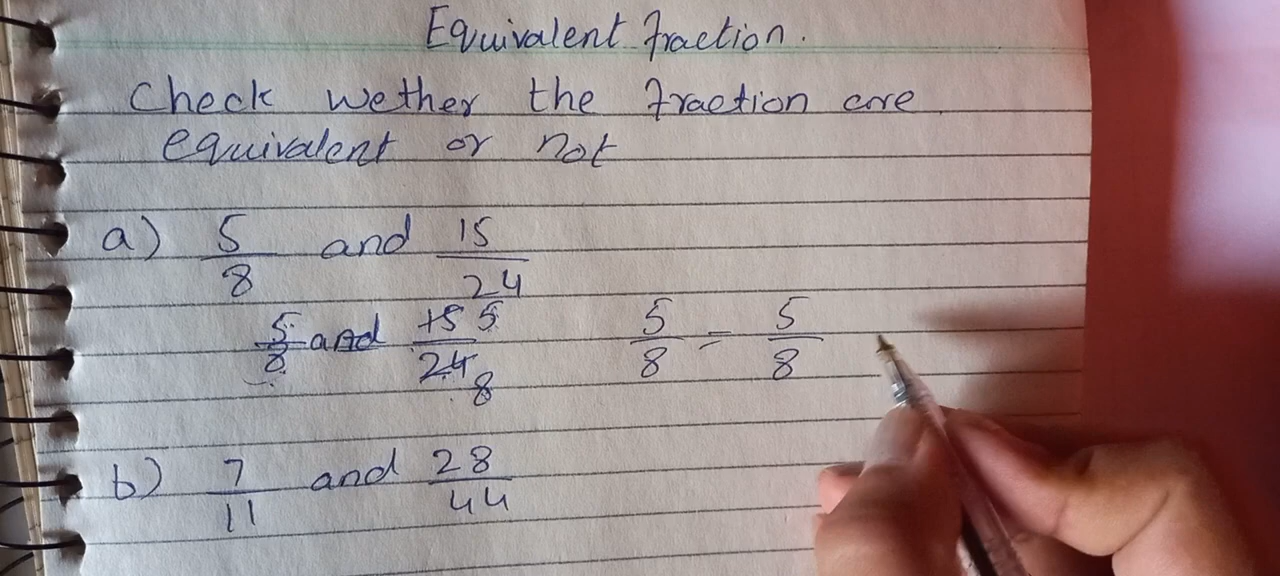 Equivalent fraction.
Check wether the fraction are
equivalent or not
a) 5/8 and 15/24
5/8 and 15/24 5 8 5/8 = 5/8
b) 7/11 and 28/44